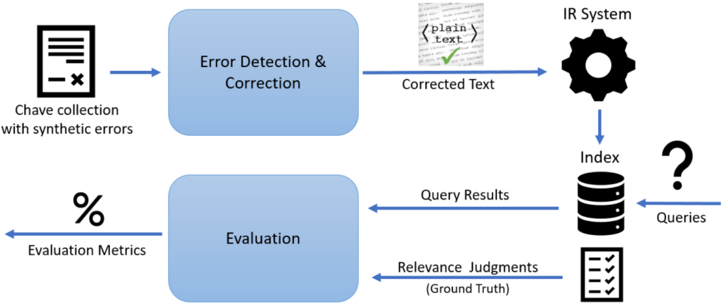 IR System
<plain
text>
Error Detection &
Correction
Corrected Text
Chave collection
with synthetic errors
Index
?
Query Results
Queries
%
Evaluation
Evaluation Metrics
Relevance Judgments
(Ground Truth)